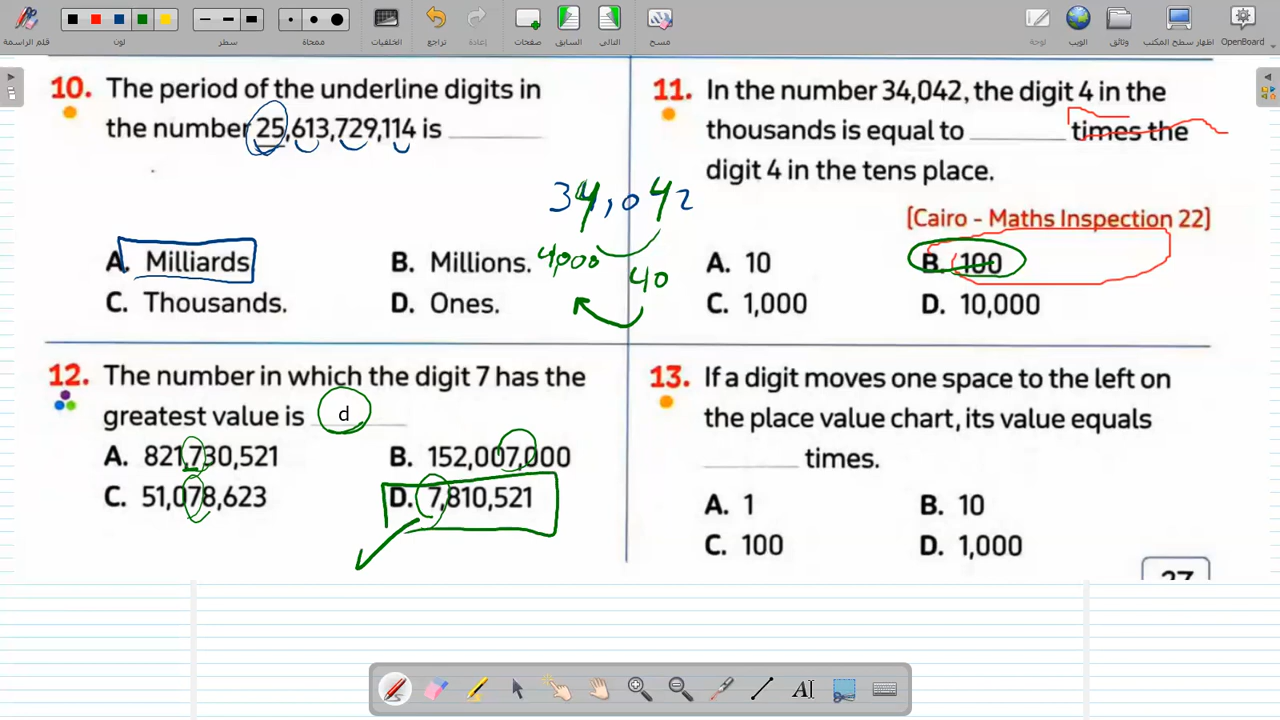 قلم الراسمة
لون
سطر
ممحاة
الخلفيات
تراجع
إعادة
صفحات
السابق
التالى
مسح
لوحة
الويب
وثائق
اظهار سطح المكتب
OpenBoard
10. The period of the underline digits in
the number 25,613,729,114 is
A. Milliards
B. Millions.
C. Thousands.
D. Ones.
11. In the number 34,042, the digit 4 in the
thousands is equal to times the
digit 4 in the tens place.
[Cairo - Maths Inspection 22]
34,042
4000
40
A. 10
B. 100
C. 1,000
D. 10,000
12. The number in which the digit 7 has the
greatest value is d
A. 821,730,521
B. 152,007,000
C. 51,078,623
D. 7,810,521
13. If a digit moves one space to the left on
the place value chart, its value equals
times.
A. 1
B. 10
C. 100
D. 1,000
37